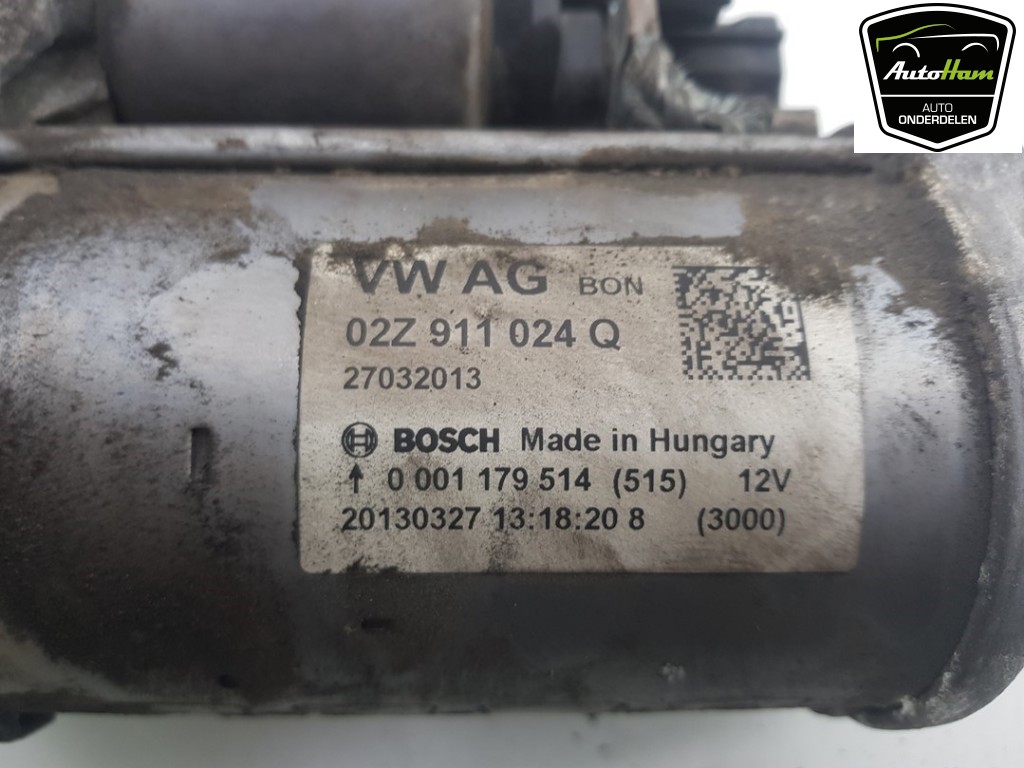 AutoHam
AUTO
ONDERDELEN
VW AG BON
02Z 911 024 Q
27032013
BOSCH Made in Hungary
↑ 0 001 179 514 (515) 12V
20130327 13:18:20 8 (3000)